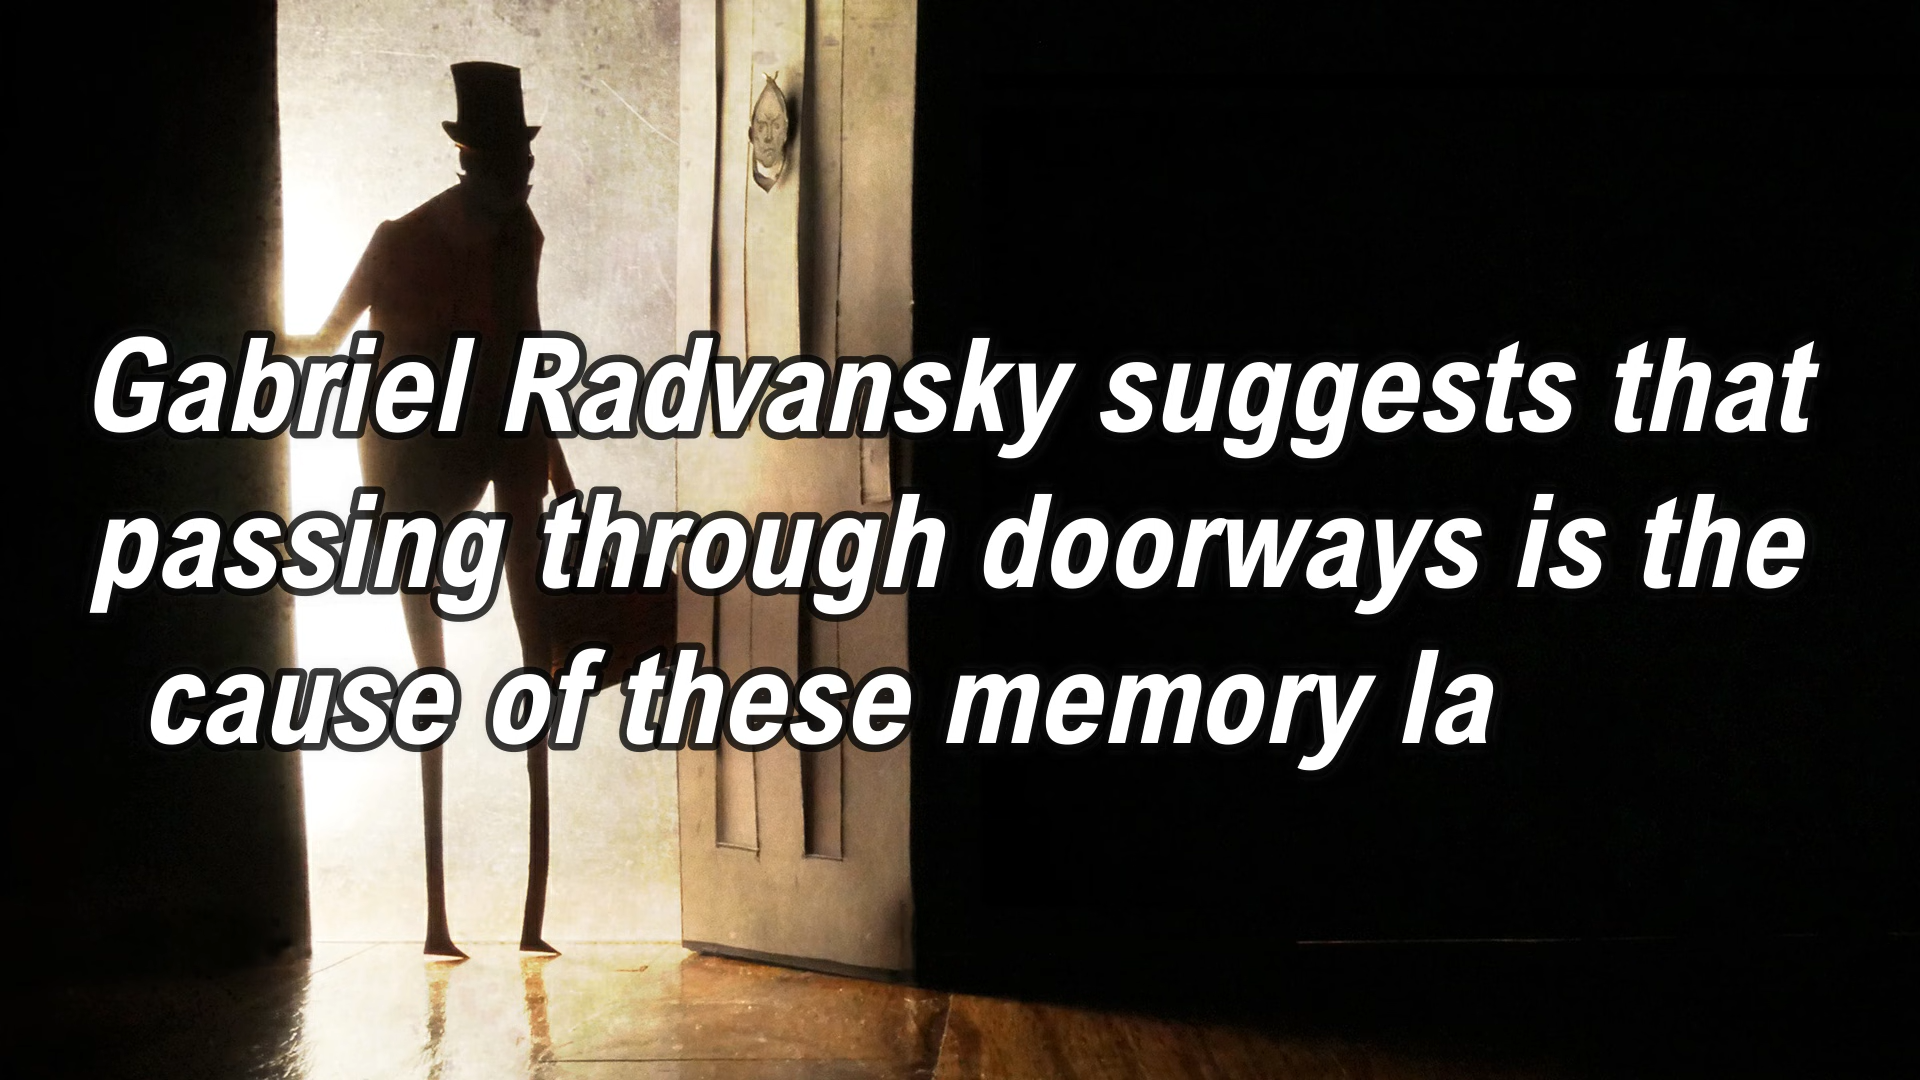 Gabriel Radvansky suggests that
passing through doorways is the
cause of these memory la